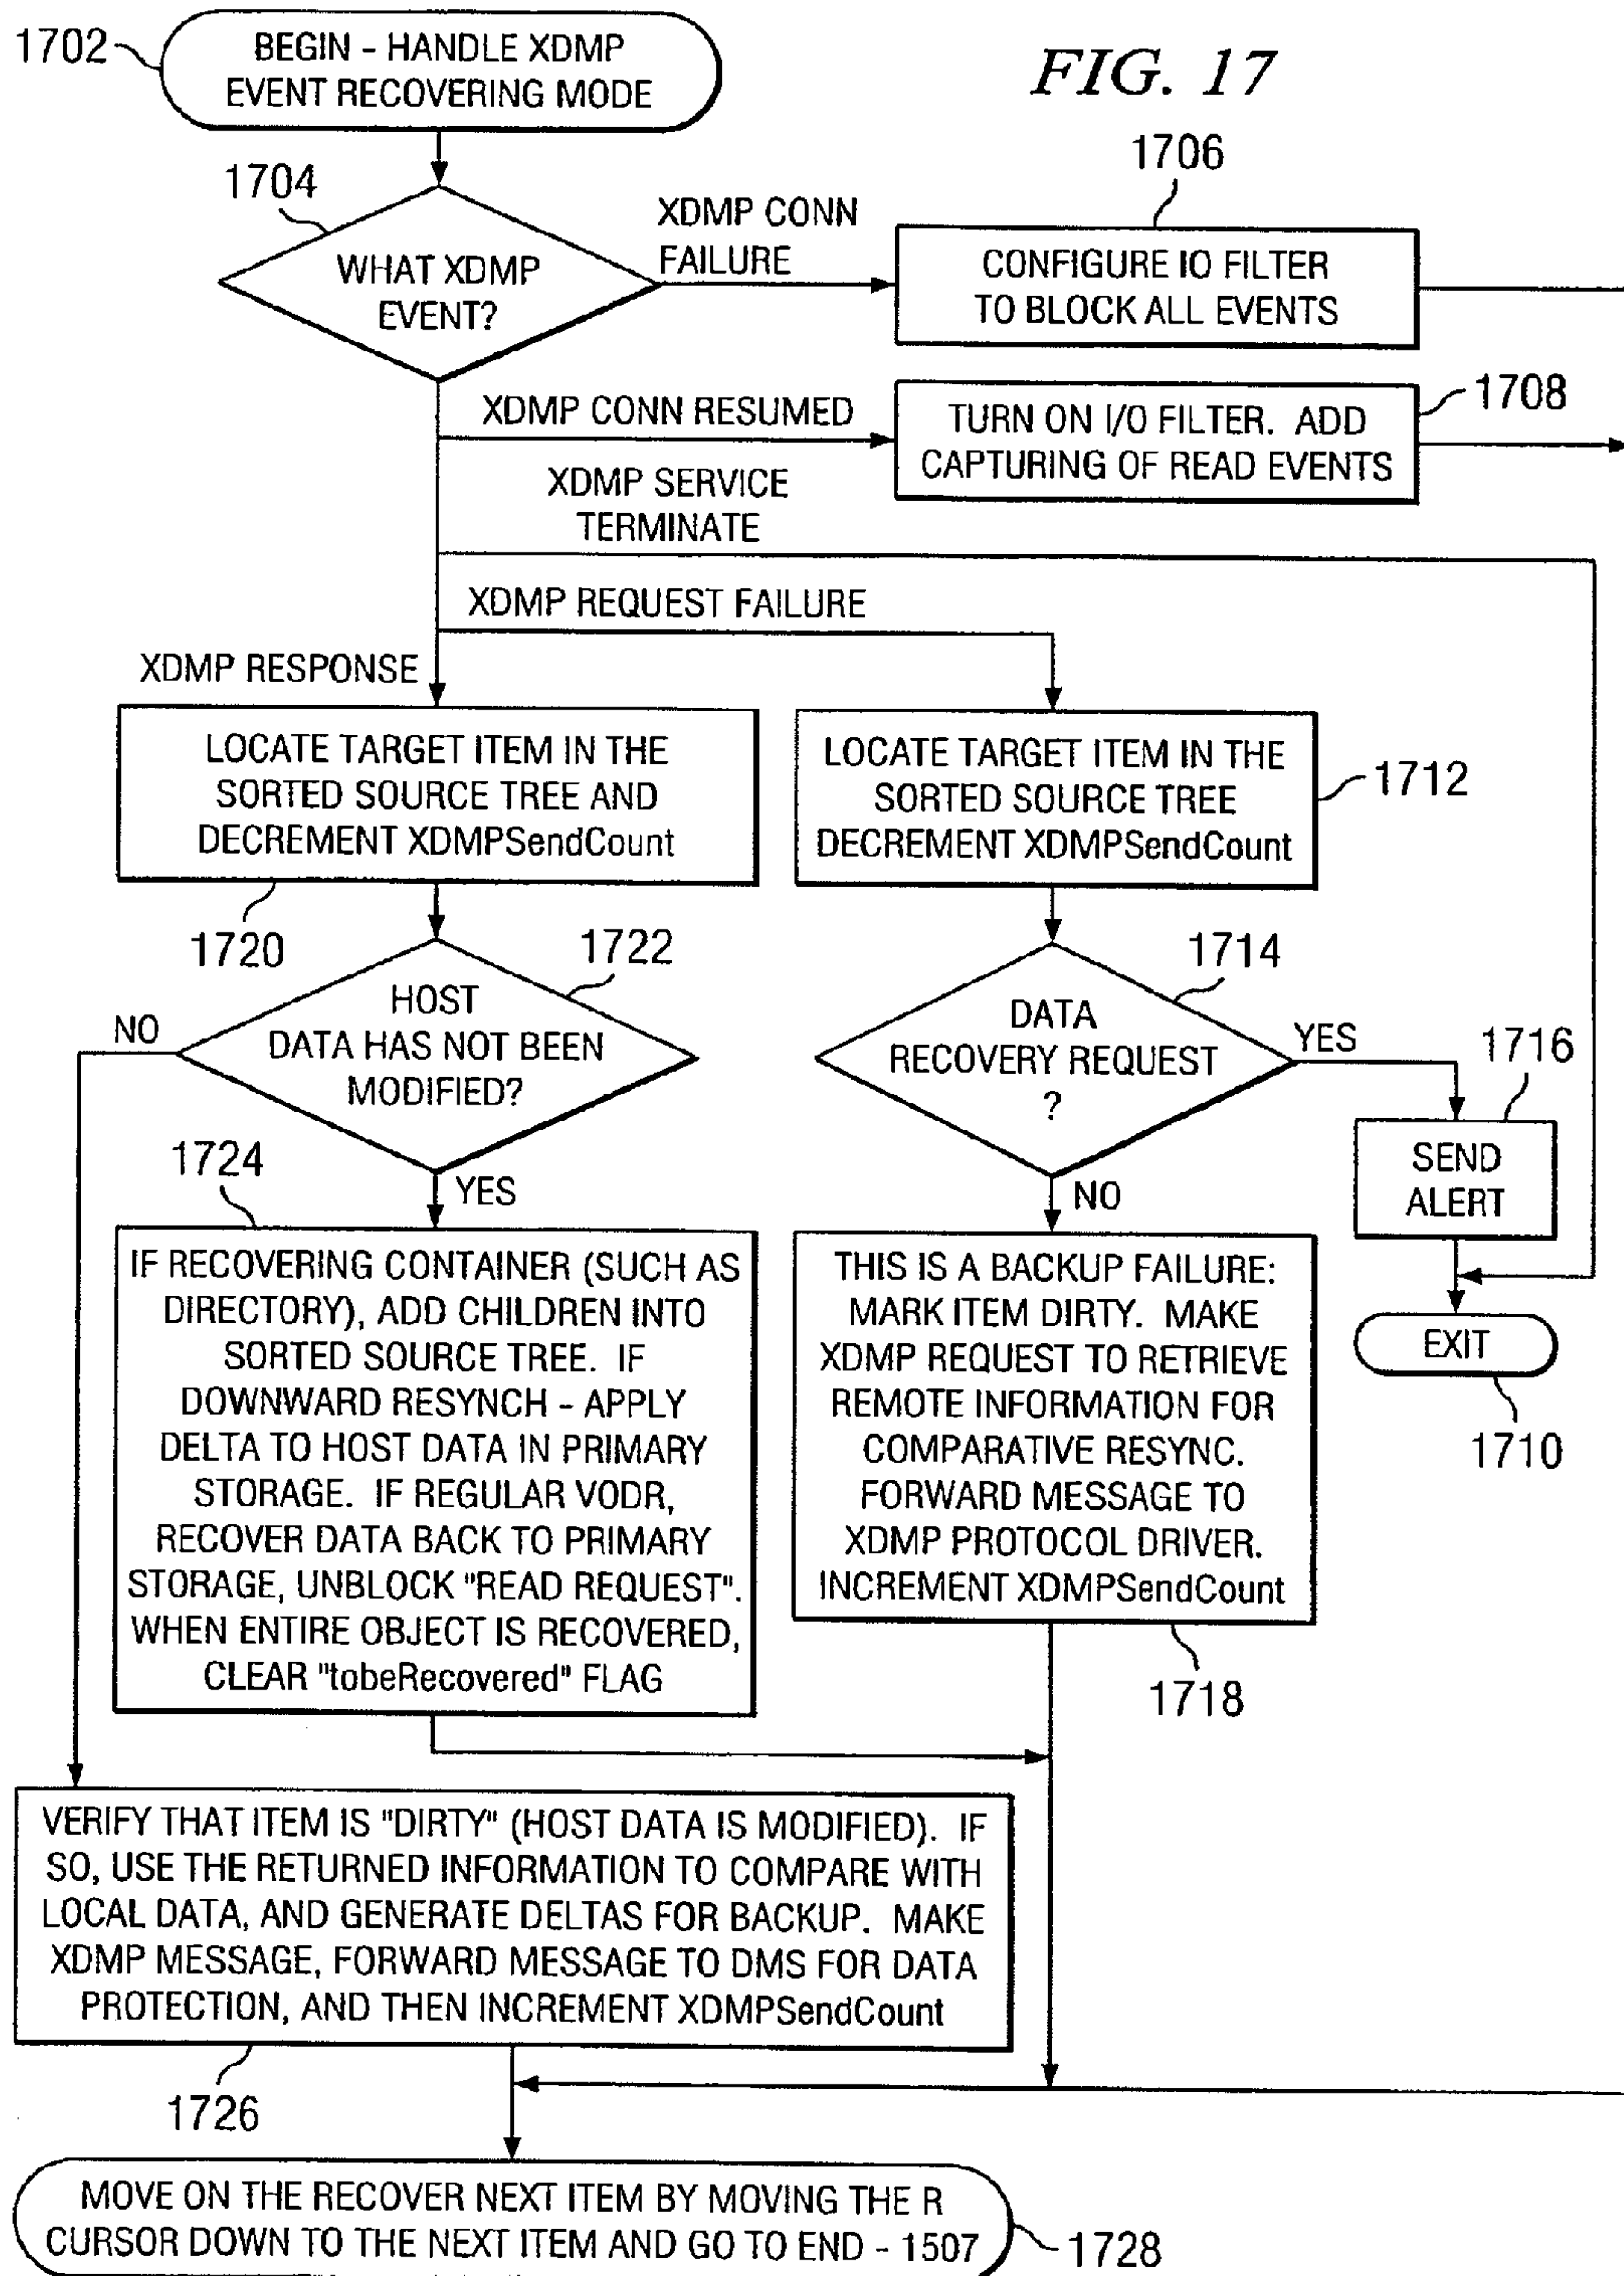 1702
BEGIN - HANDLE XDMP
EVENT RECOVERING MODE
FIG. 17
1704
WHAT XDMP
EVENT?
XDMP CONN
FAILURE
1706
CONFIGURE IO FILTER
TO BLOCK ALL EVENTS
XDMP CONN RESUMED
1708
TURN ON I/O FILTER. ADD
CAPTURING OF READ EVENTS
XDMP SERVICE
TERMINATE
XDMP REQUEST FAILURE
XDMP RESPONSE
LOCATE TARGET ITEM IN THE
SORTED SOURCE TREE AND
DECREMENT XDMPSendCount
1720
LOCATE TARGET ITEM IN THE
SORTED SOURCE TREE
DECREMENT XDMPSendCount
1712
1722
HOST
DATA HAS NOT BEEN
MODIFIED?
NO
YES
1714
DATA
RECOVERY REQUEST
?
YES
NO
1716
SEND
ALERT
EXIT
1710
1724
IF RECOVERING CONTAINER (SUCH AS
DIRECTORY), ADD CHILDREN INTO
SORTED SOURCE TREE. IF
DOWNWARD RESYNCH - APPLY
DELTA TO HOST DATA IN PRIMARY
STORAGE. IF REGULAR VODR,
RECOVER DATA BACK TO PRIMARY
STORAGE, UNBLOCK "READ REQUEST".
WHEN ENTIRE OBJECT IS RECOVERED,
CLEAR "tobeRecovered" FLAG
THIS IS A BACKUP FAILURE:
MARK ITEM DIRTY. MAKE
XDMP REQUEST TO RETRIEVE
REMOTE INFORMATION FOR
COMPARATIVE RESYNC.
FORWARD MESSAGE TO
XDMP PROTOCOL DRIVER.
INCREMENT XDMPSendCount
1718
VERIFY THAT ITEM IS "DIRTY" (HOST DATA IS MODIFIED). IF
SO, USE THE RETURNED INFORMATION TO COMPARE WITH
LOCAL DATA, AND GENERATE DELTAS FOR BACKUP. MAKE
XDMP MESSAGE, FORWARD MESSAGE TO DMS FOR DATA
PROTECTION, AND THEN INCREMENT XDMPSendCount
1726
MOVE ON THE RECOVER NEXT ITEM BY MOVING THE R
CURSOR DOWN TO THE NEXT ITEM AND GO TO END - 1507
1728